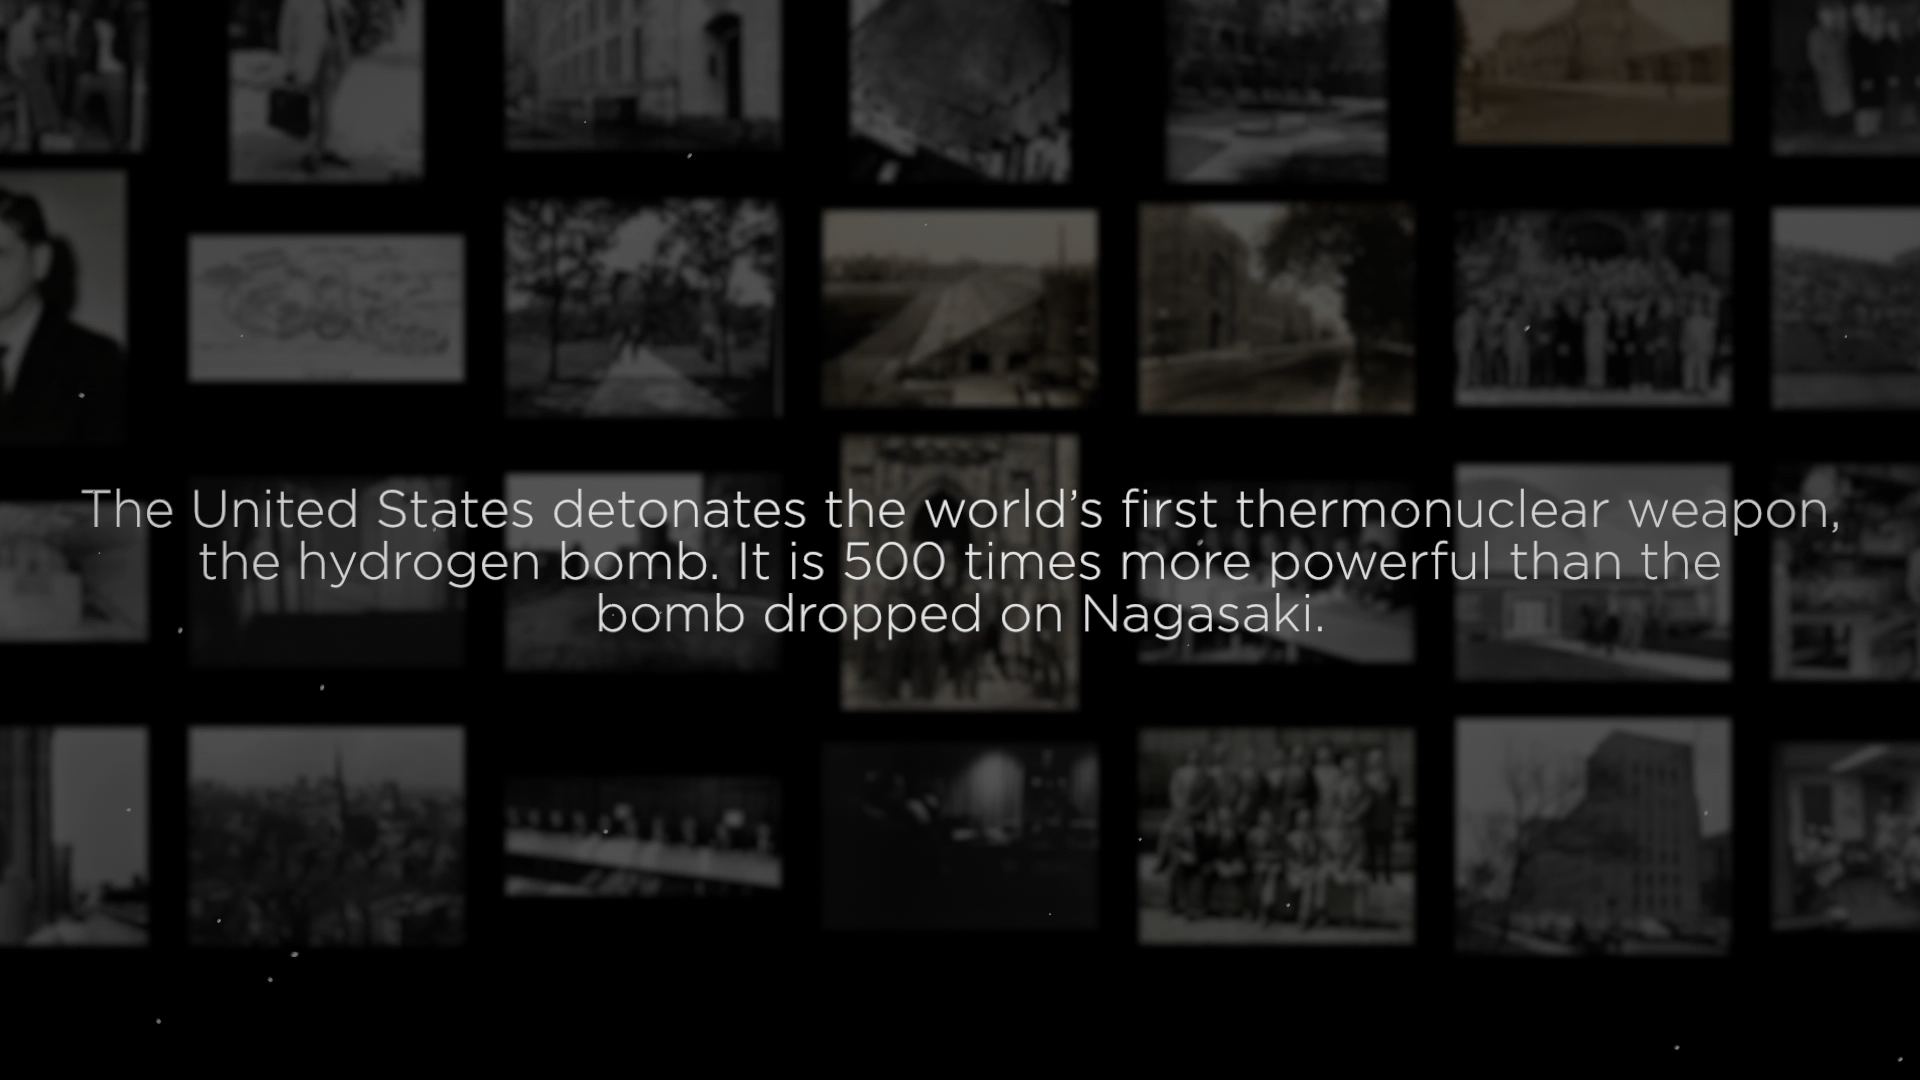 The United States detonates the world’s first thermonuclear weapon,
the hydrogen bomb. It is 500 times more powerful than the
bomb dropped on Nagasaki.